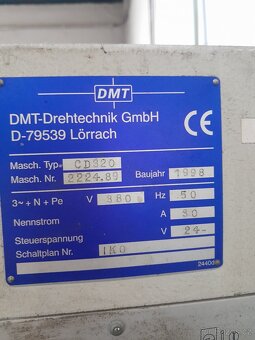 DMT
DMT-Drehtechnik GmbH
D-79539 Lörrach
CE
Masch. Typ. CD320
Masch. Nr. 2224.89 Baujahr 1998
3~ + N + Pe V 380 Hz 50
Nennstrom A 30
Steuerspannung V 24-
Schaltplan Nr. 1K0
24400